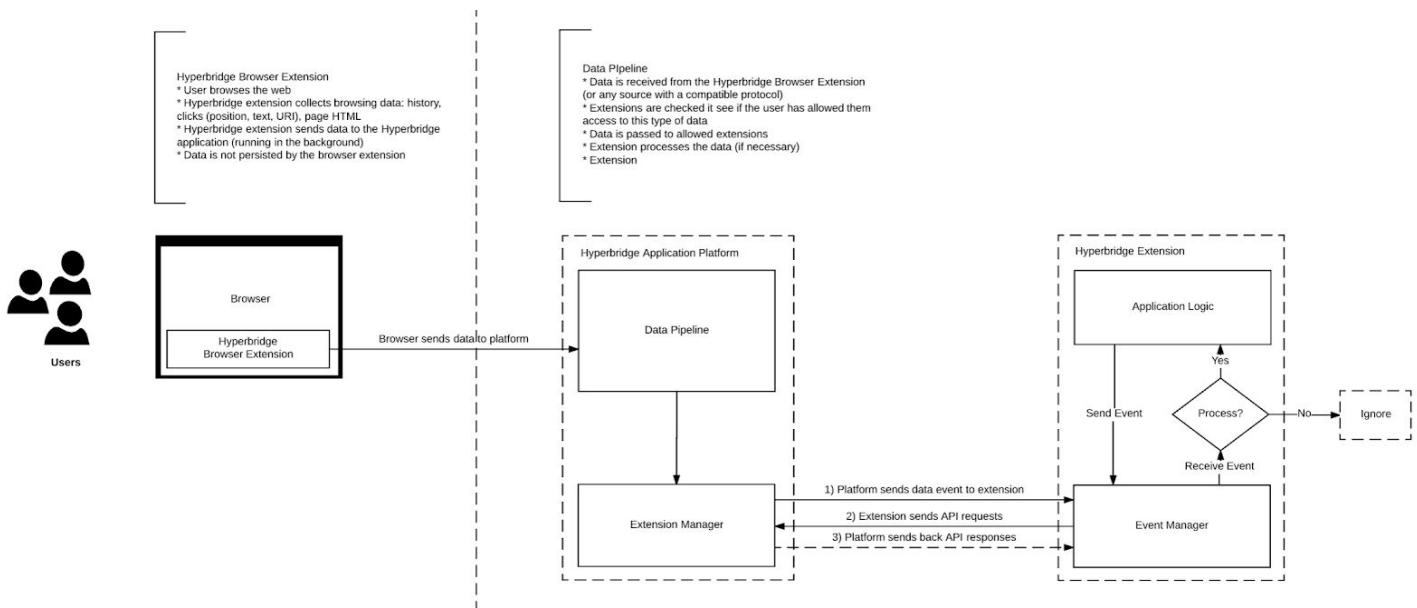 Hyperbridge Browser Extension
* User browses the web
* Hyperbridge extension collects browsing data: history,
clicks (position, text, URI), page HTML
* Hyperbridge extension sends data to the Hyperbridge
application (running in the background)
* Data is not persisted by the browser extension
Data PIpeline
* Data is received from the Hyperbridge Browser Extension
(or any source with a compatible protocol)
* Extensions are checked it see if the user has allowed them
access to this type of data
* Data is passed to allowed extensions
* Extension processes the data (if necessary)
* Extension
Users
Browser
Hyperbridge
Browser Extension
Browser sends data to platform
Hyperbridge Application Platform
Data Pipeline
Extension Manager
1) Platform sends data event to extension
2) Extension sends API requests
3) Platform sends back API responses
Hyperbridge Extension
Application Logic
Yes
Send Event
Process?
No
Ignore
Receive Event
Event Manager